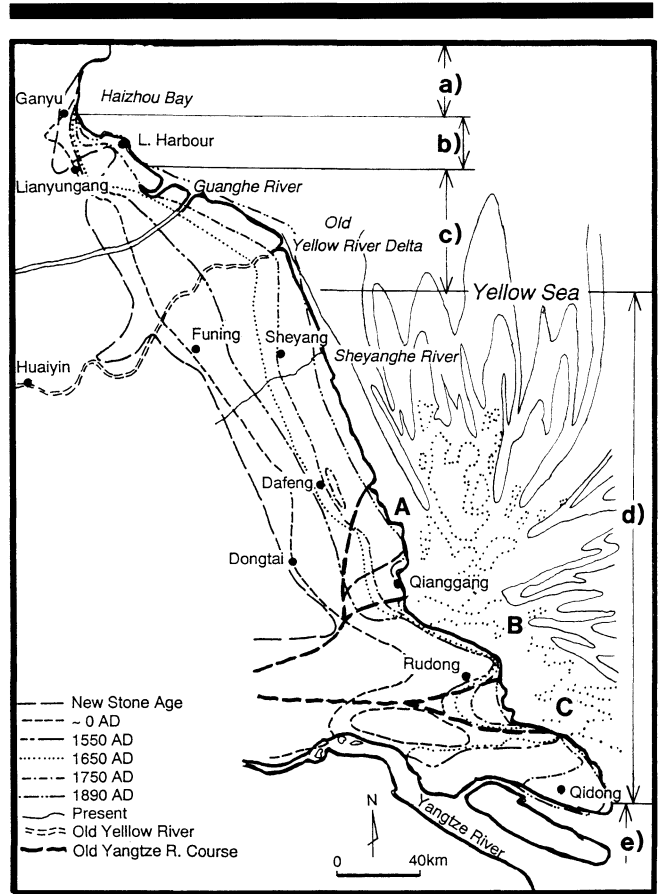 a)
Ganyu
Haizhou Bay
b)
L. Harbour
Lianyungang
Guanghe River
c)
Old
Yellow River Delta
Yellow Sea
Funing
Sheyang
Sheyanghe River
Huaiyin
Dafeng
A
d)
Dongtai
Qianggang
B
Rudong
C
New Stone Age
~ 0 AD
1550 AD
1650 AD
1750 AD
1890 AD
Present
Old Yelllow River
Old Yangtze R. Course
N
0 40km
Yangtze River
Qidong
e)